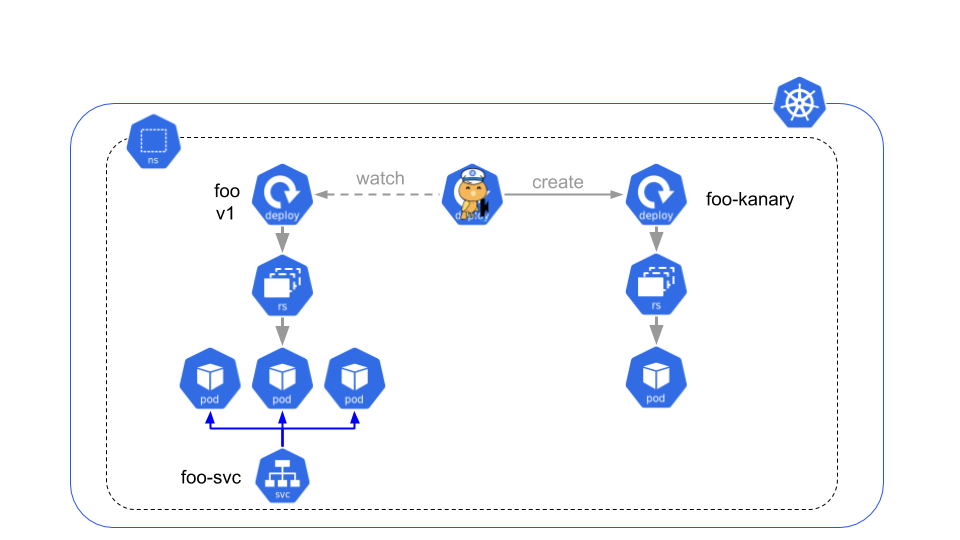 ns
foo
v1
deploy
watch
deploy
create
deploy
foo-kanary
rs
rs
pod
pod
pod
pod
foo-svc
svc